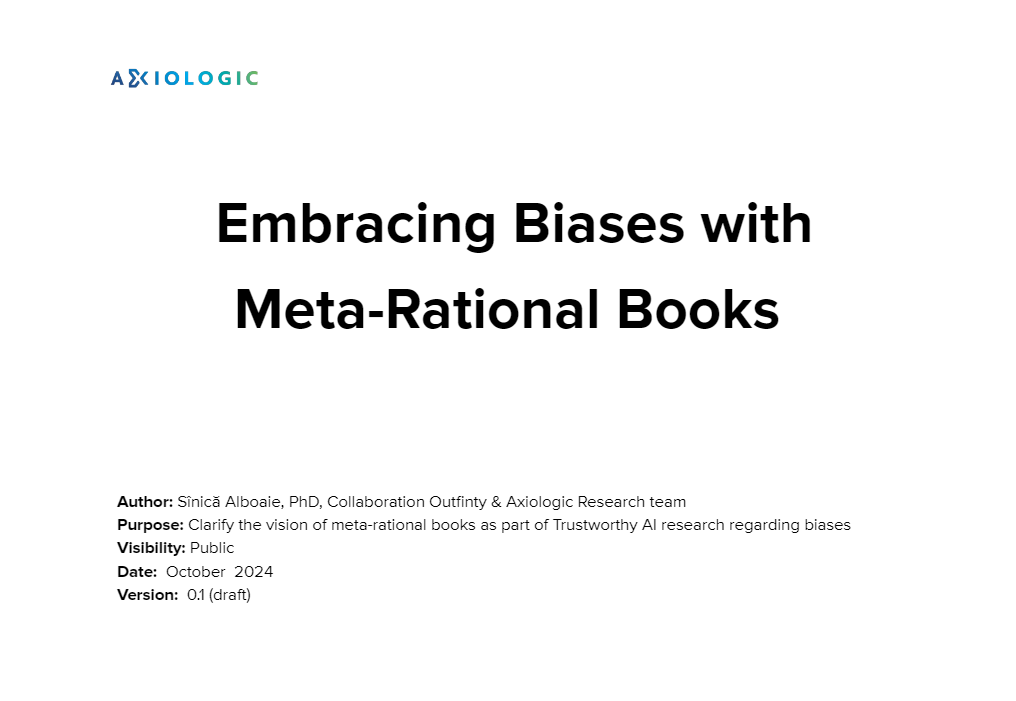 AXIOLOGIC
Embracing Biases with
Meta-Rational Books
Author: Sînică Alboaie, PhD, Collaboration Outfinty & Axiologic Research team
Purpose: Clarify the vision of meta-rational books as part of Trustworthy AI research regarding biases
Visibility: Public
Date: October 2024
Version: 0.1 (draft)